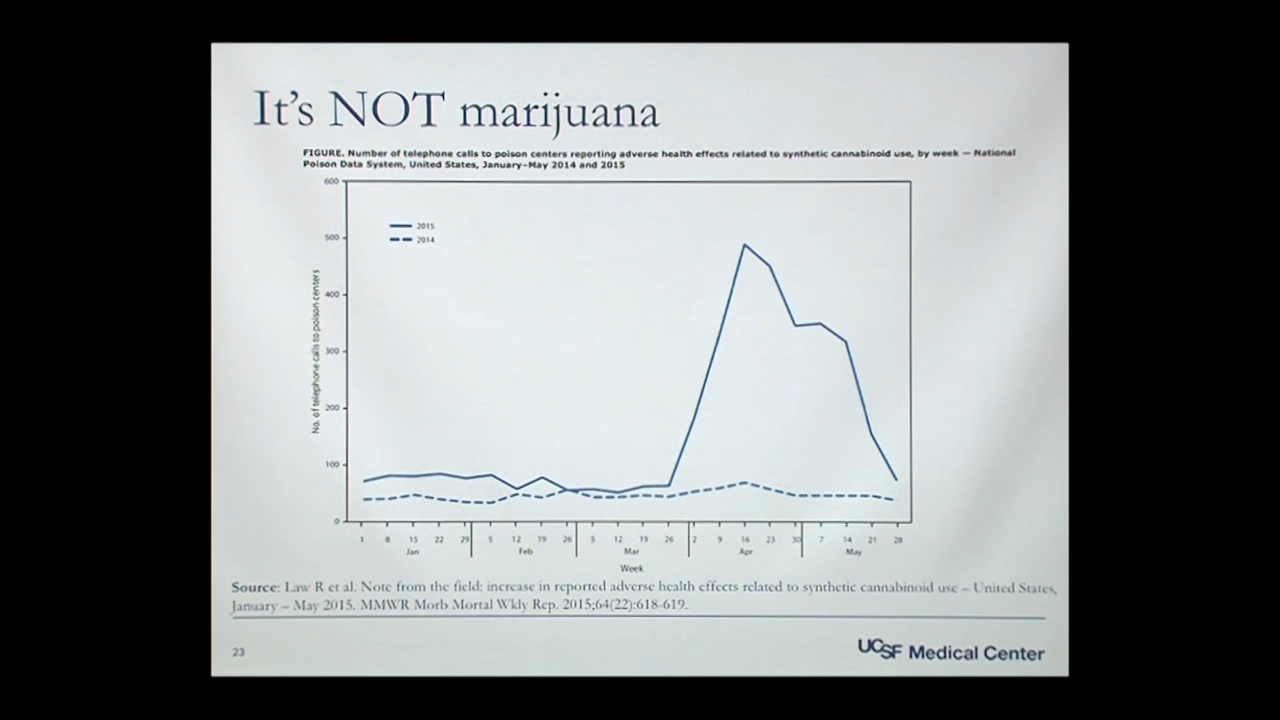 It's NOT marijuana
FIGURE. Number of telephone calls to poison centers reporting adverse health effects related to synthetic cannabinoid use, by week — National
Poison Data System, United States, January–May 2014 and 2015
600
500
400
300
200
100
0
2015
2014
No. of telephone calls to poison centers
1 8 15 22 29 5 12 19 26 5 12 19 26 2 9 16 23 30 7 14 21 28
Jan Feb Mar Apr May
Week
Source: Law R et al. Note from the field: increase in reported adverse health effects related to synthetic cannabinoid use – United States,
January – May 2015. MMWR Morb Mortal Wkly Rep. 2015;64(22):618-619.
23
UCSF Medical Center